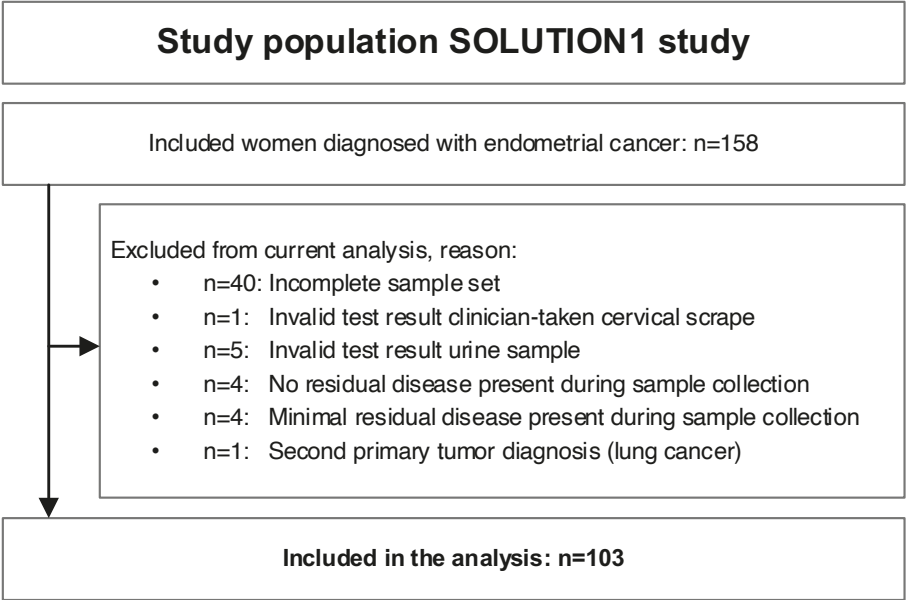 Study population SOLUTION1 study
Included women diagnosed with endometrial cancer: n=158
Excluded from current analysis, reason:
• n=40: Incomplete sample set
• n=1: Invalid test result clinician-taken cervical scrape
• n=5: Invalid test result urine sample
• n=4: No residual disease present during sample collection
• n=4: Minimal residual disease present during sample collection
• n=1: Second primary tumor diagnosis (lung cancer)
Included in the analysis: n=103